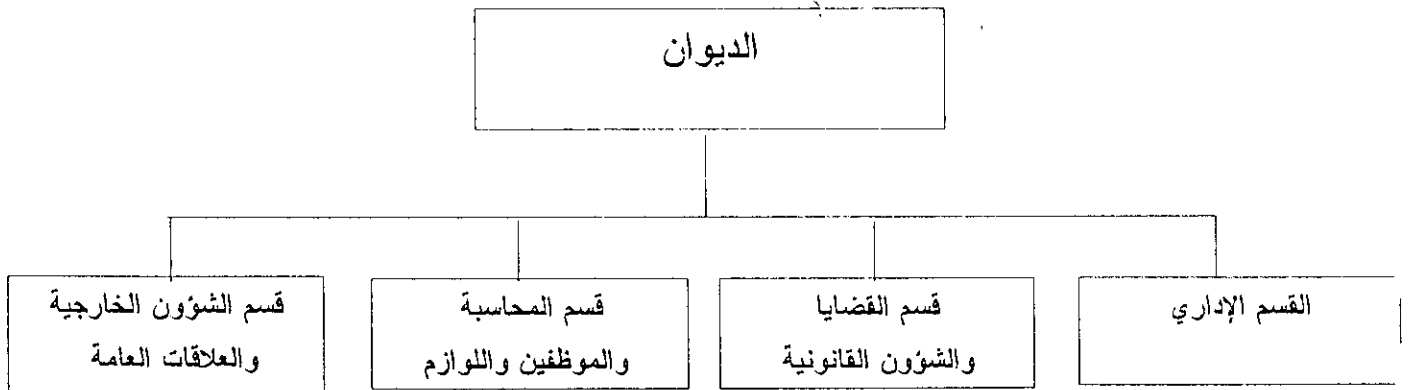 الديوان
القسم الإداري
قسم القضايا
والشؤون القانونية
قسم المحاسبة
والموظفين واللوازم
قسم الشؤون الخارجية
والعلاقات العامة